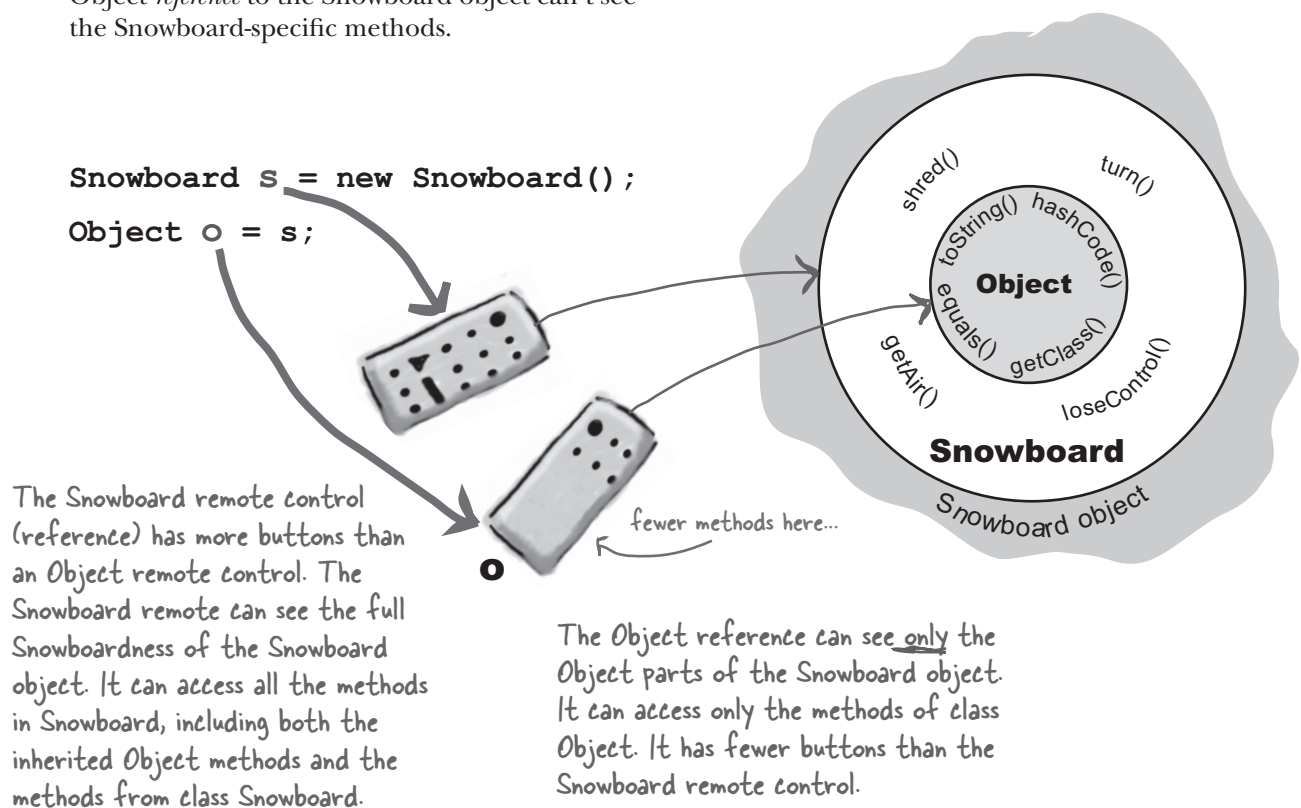 Object reference to the Snowboard object can't see
the Snowboard-specific methods.
Snowboard s = new Snowboard();
Object o = s;
shred()
turn()
toString()
hashCode()
Object
equals()
getClass()
getAir()
loseControl()
Snowboard
Snowboard object
The Snowboard remote control
(reference) has more buttons than
an Object remote control. The
Snowboard remote can see the full
Snowboardness of the Snowboard
object. It can access all the methods
in Snowboard, including both the
inherited Object methods and the
methods from class Snowboard.
fewer methods here...
o
The Object reference can see only the
Object parts of the Snowboard object.
It can access only the methods of class
Object. It has fewer buttons than the
Snowboard remote control.